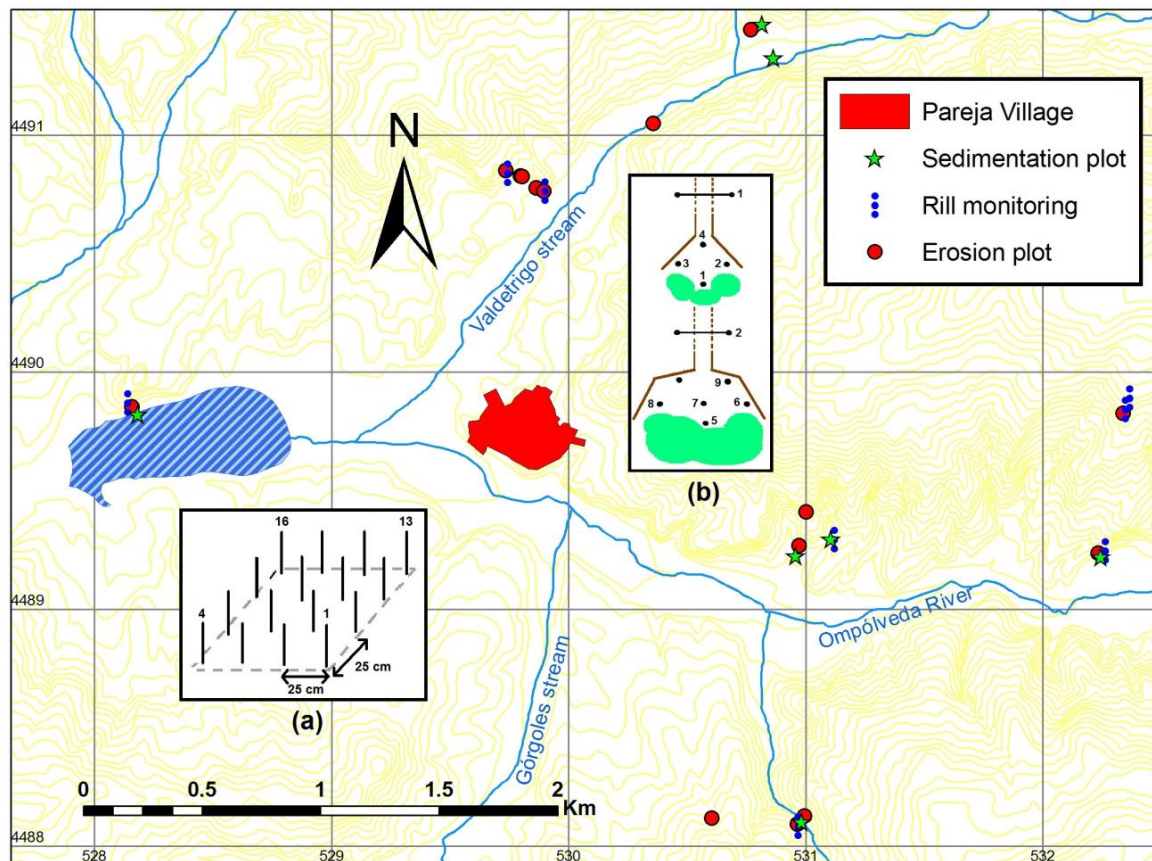 Pareja Village
Sedimentation plot
Rill monitoring
Erosion plot
N
4491
4490
4489
4488
528
529
530
531
532
Valdetrigo stream
Ompólveda River
Górgoles stream
1
4
3 2
1
2
9
8 7 6
5
(b)
16 13
4 1
25 cm
25 cm
(a)
0 0.5 1 1.5 2
Km